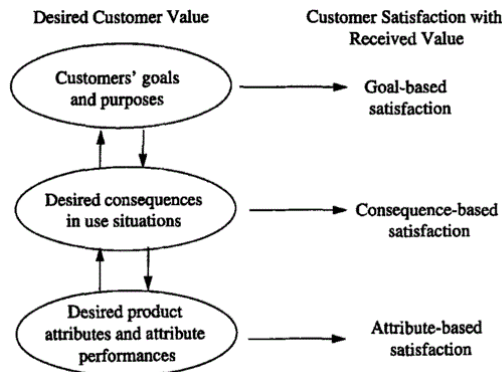 Desired Customer Value
Customer Satisfaction with
Received Value
Customers' goals
and purposes
Goal-based
satisfaction
Desired consequences
in use situations
Consequence-based
satisfaction
Desired product
attributes and attribute
performances
Attribute-based
satisfaction